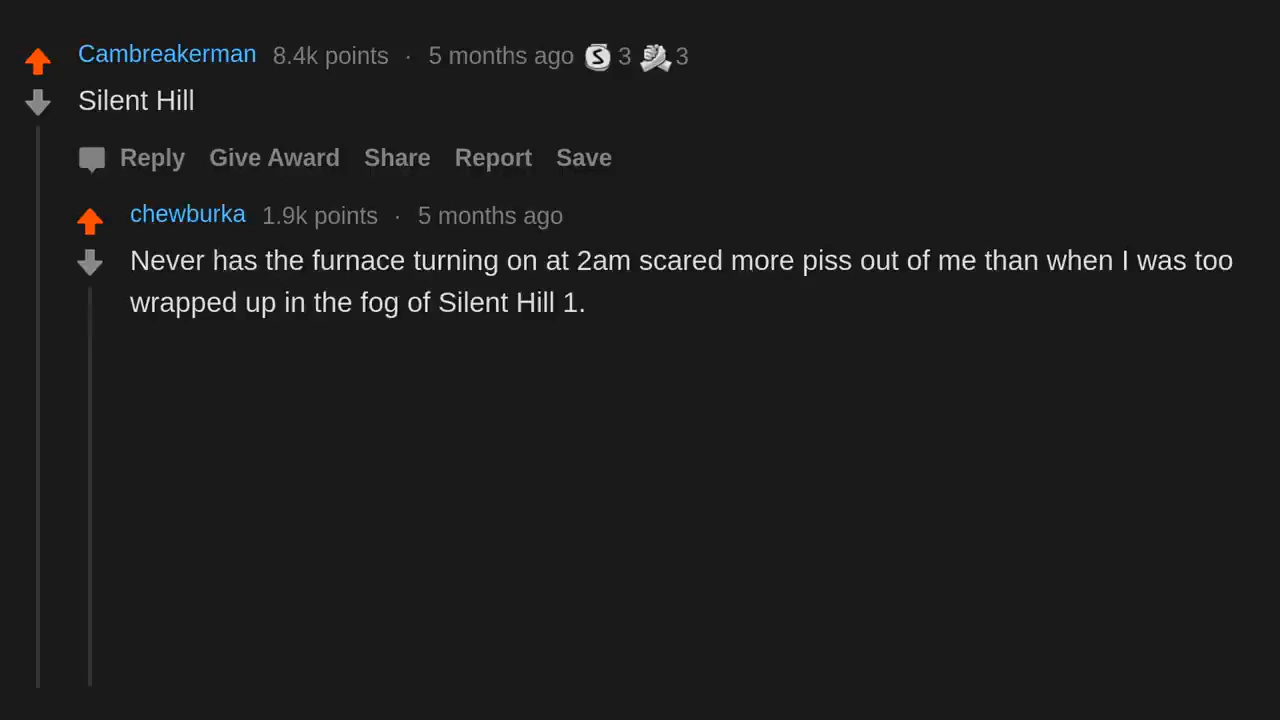 Cambreakerman 8.4k points · 5 months ago S 3 3
Silent Hill
Reply Give Award Share Report Save
chewburka 1.9k points · 5 months ago
Never has the furnace turning on at 2am scared more piss out of me than when I was too
wrapped up in the fog of Silent Hill 1.